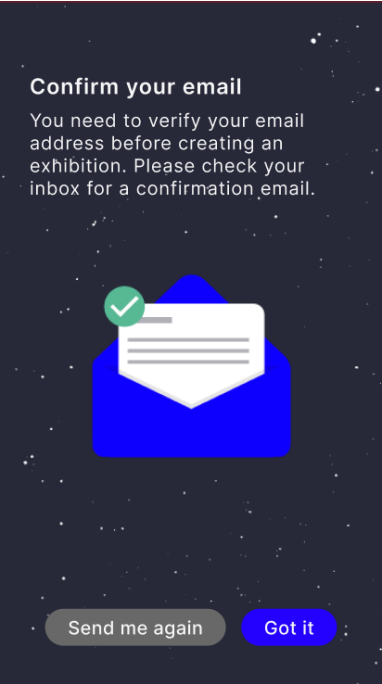 Confirm your email
You need to verify your email
address before creating an
exhibition. Please check your
inbox for a confirmation email.
Send me again
Got it